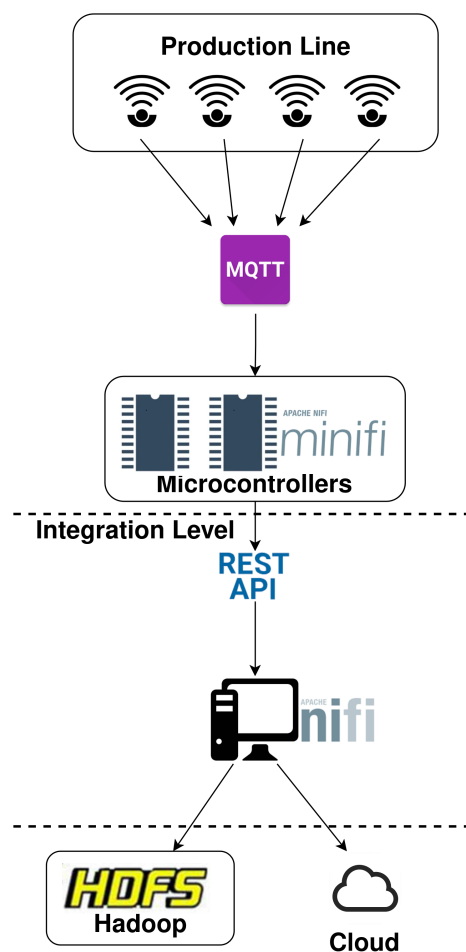 Production Line
MQTT
APACHE NIFI
minifi
Microcontrollers
Integration Level
REST
API
APACHE
nifi
HDFS
Hadoop
Cloud